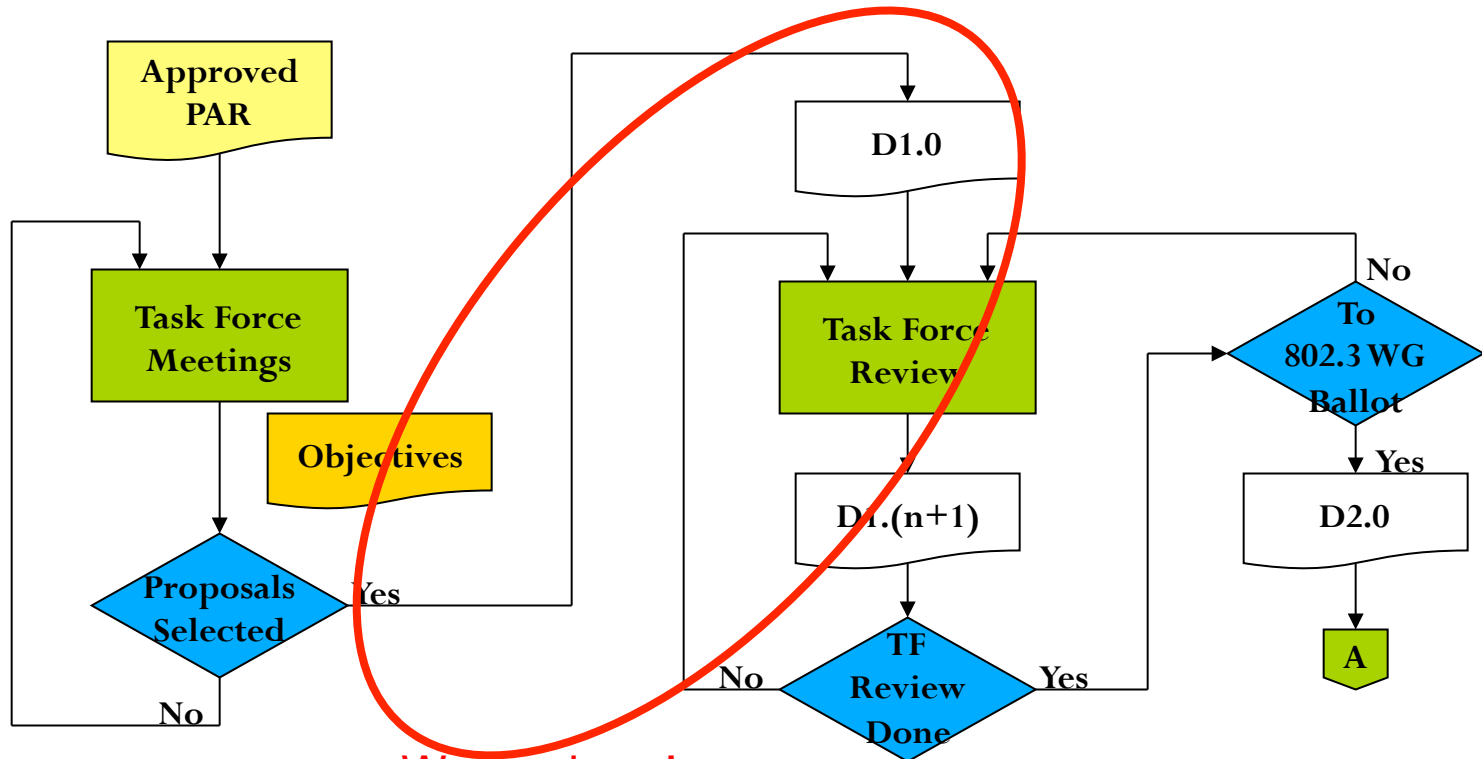 Approved
PAR
Task Force
Meetings
Objectives
Proposals
Selected
Yes
No
D1.0
Task Force
Review
D1.(n+1)
TF
Review
Done
No
Yes
To
802.3 WG
Ballot
No
Yes
D2.0
A